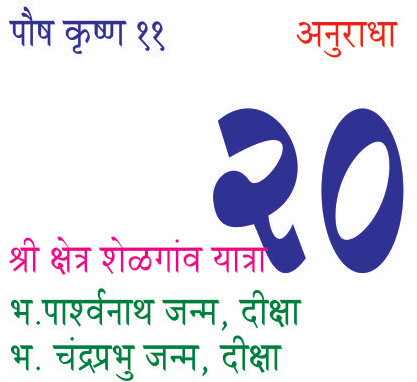 पौष कृष्ण ११ अनुराधा
२०
श्री क्षेत्र शेळगांव यात्रा
भ.पार्श्वनाथ जन्म, दीक्षा
भ. चंद्रप्रभु जन्म, दीक्षा